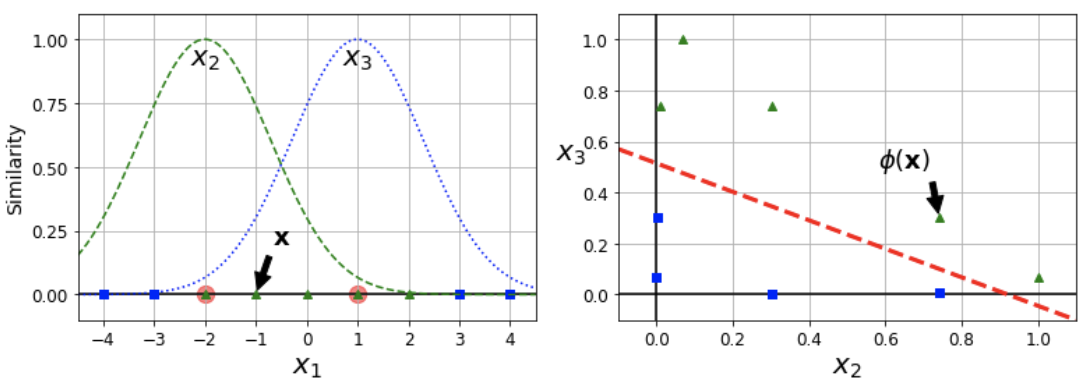 1.00
0.75
0.50
0.25
0.00
Similarity
x₂
x₃
x
−4 −3 −2 −1 0 1 2 3 4
x₁
1.0
0.8
0.6
0.4
0.2
0.0
x₃
ϕ(x)
0.0 0.2 0.4 0.6 0.8 1.0
x₂